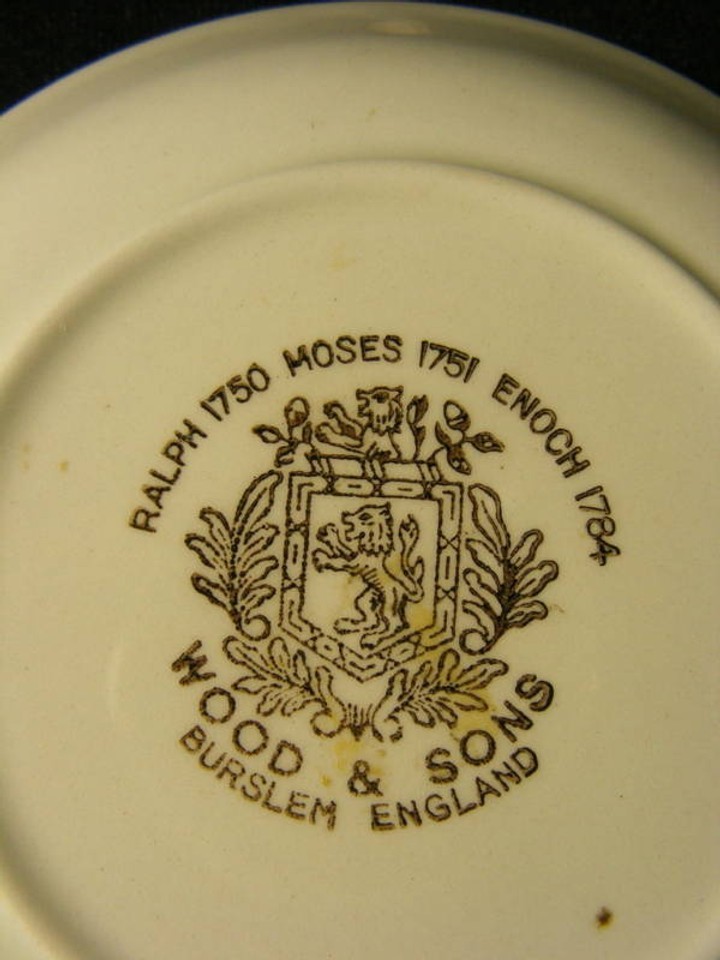 RALPH 1750 MOSES 1751 ENOCH 1784
WOOD & SONS
BURSLEM ENGLAND